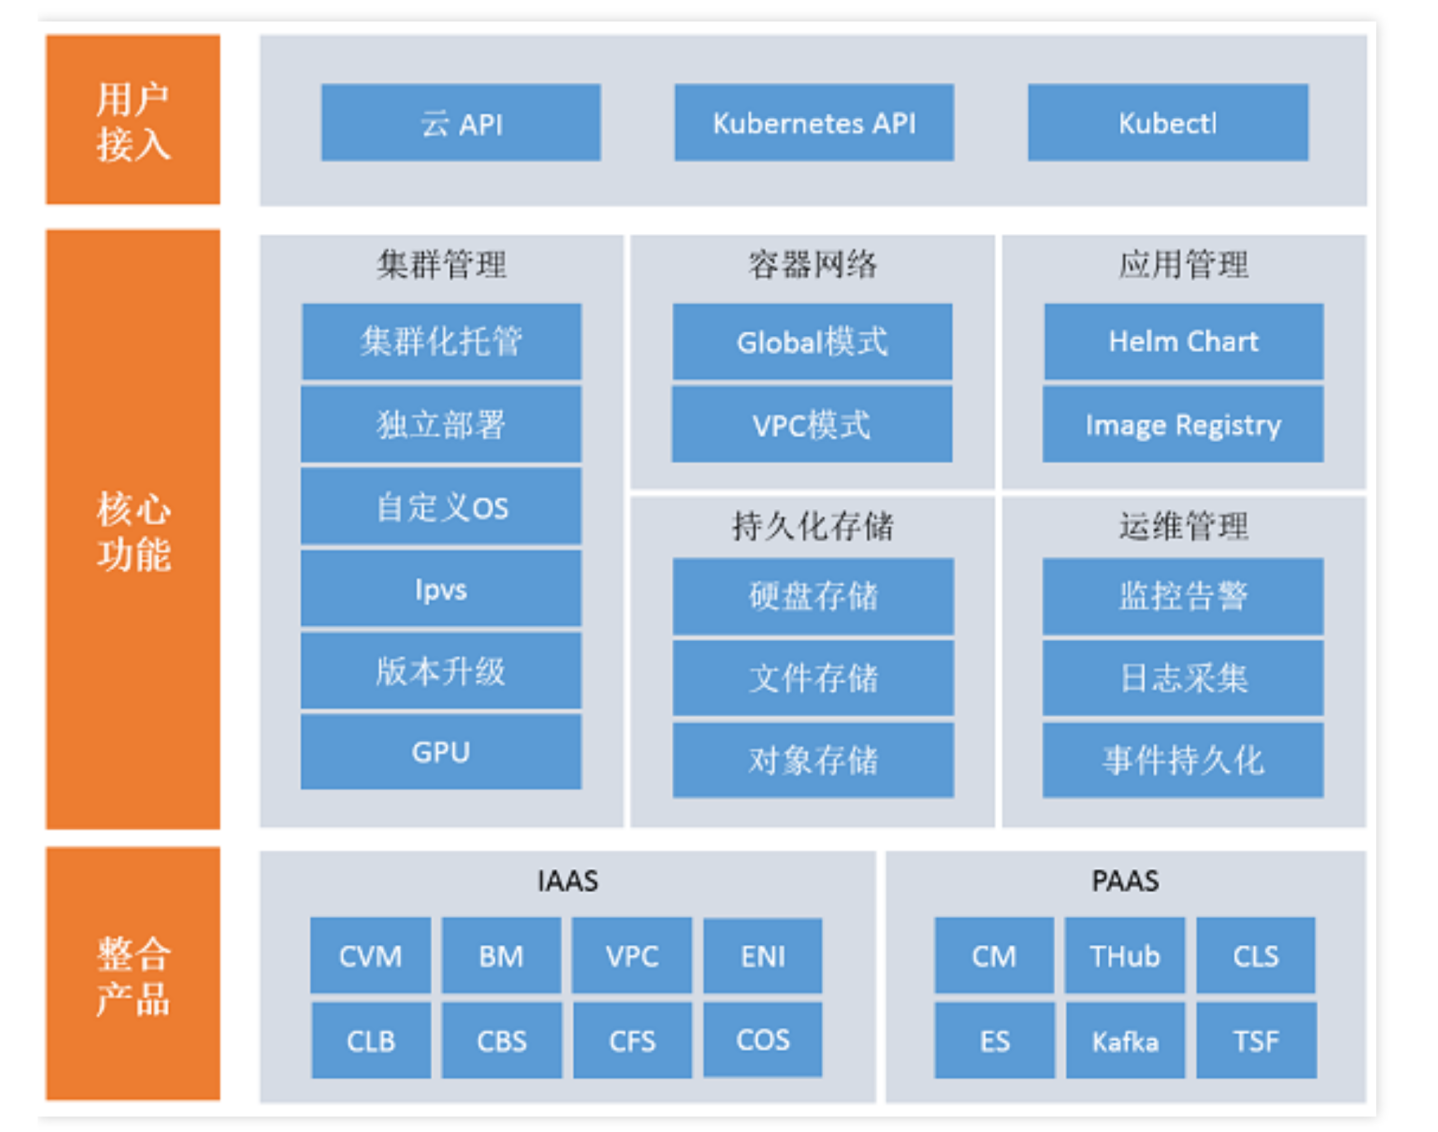 用户
接入
云 API
Kubernetes API
Kubectl
核心
功能
集群管理
集群化托管
独立部署
自定义OS
Ipvs
版本升级
GPU
容器网络
Global模式
VPC模式
应用管理
Helm Chart
Image Registry
持久化存储
硬盘存储
文件存储
对象存储
运维管理
监控告警
日志采集
事件持久化
整合
产品
IAAS
CVM
BM
VPC
ENI
CLB
CBS
CFS
COS
PAAS
CM
THub
CLS
ES
Kafka
TSF